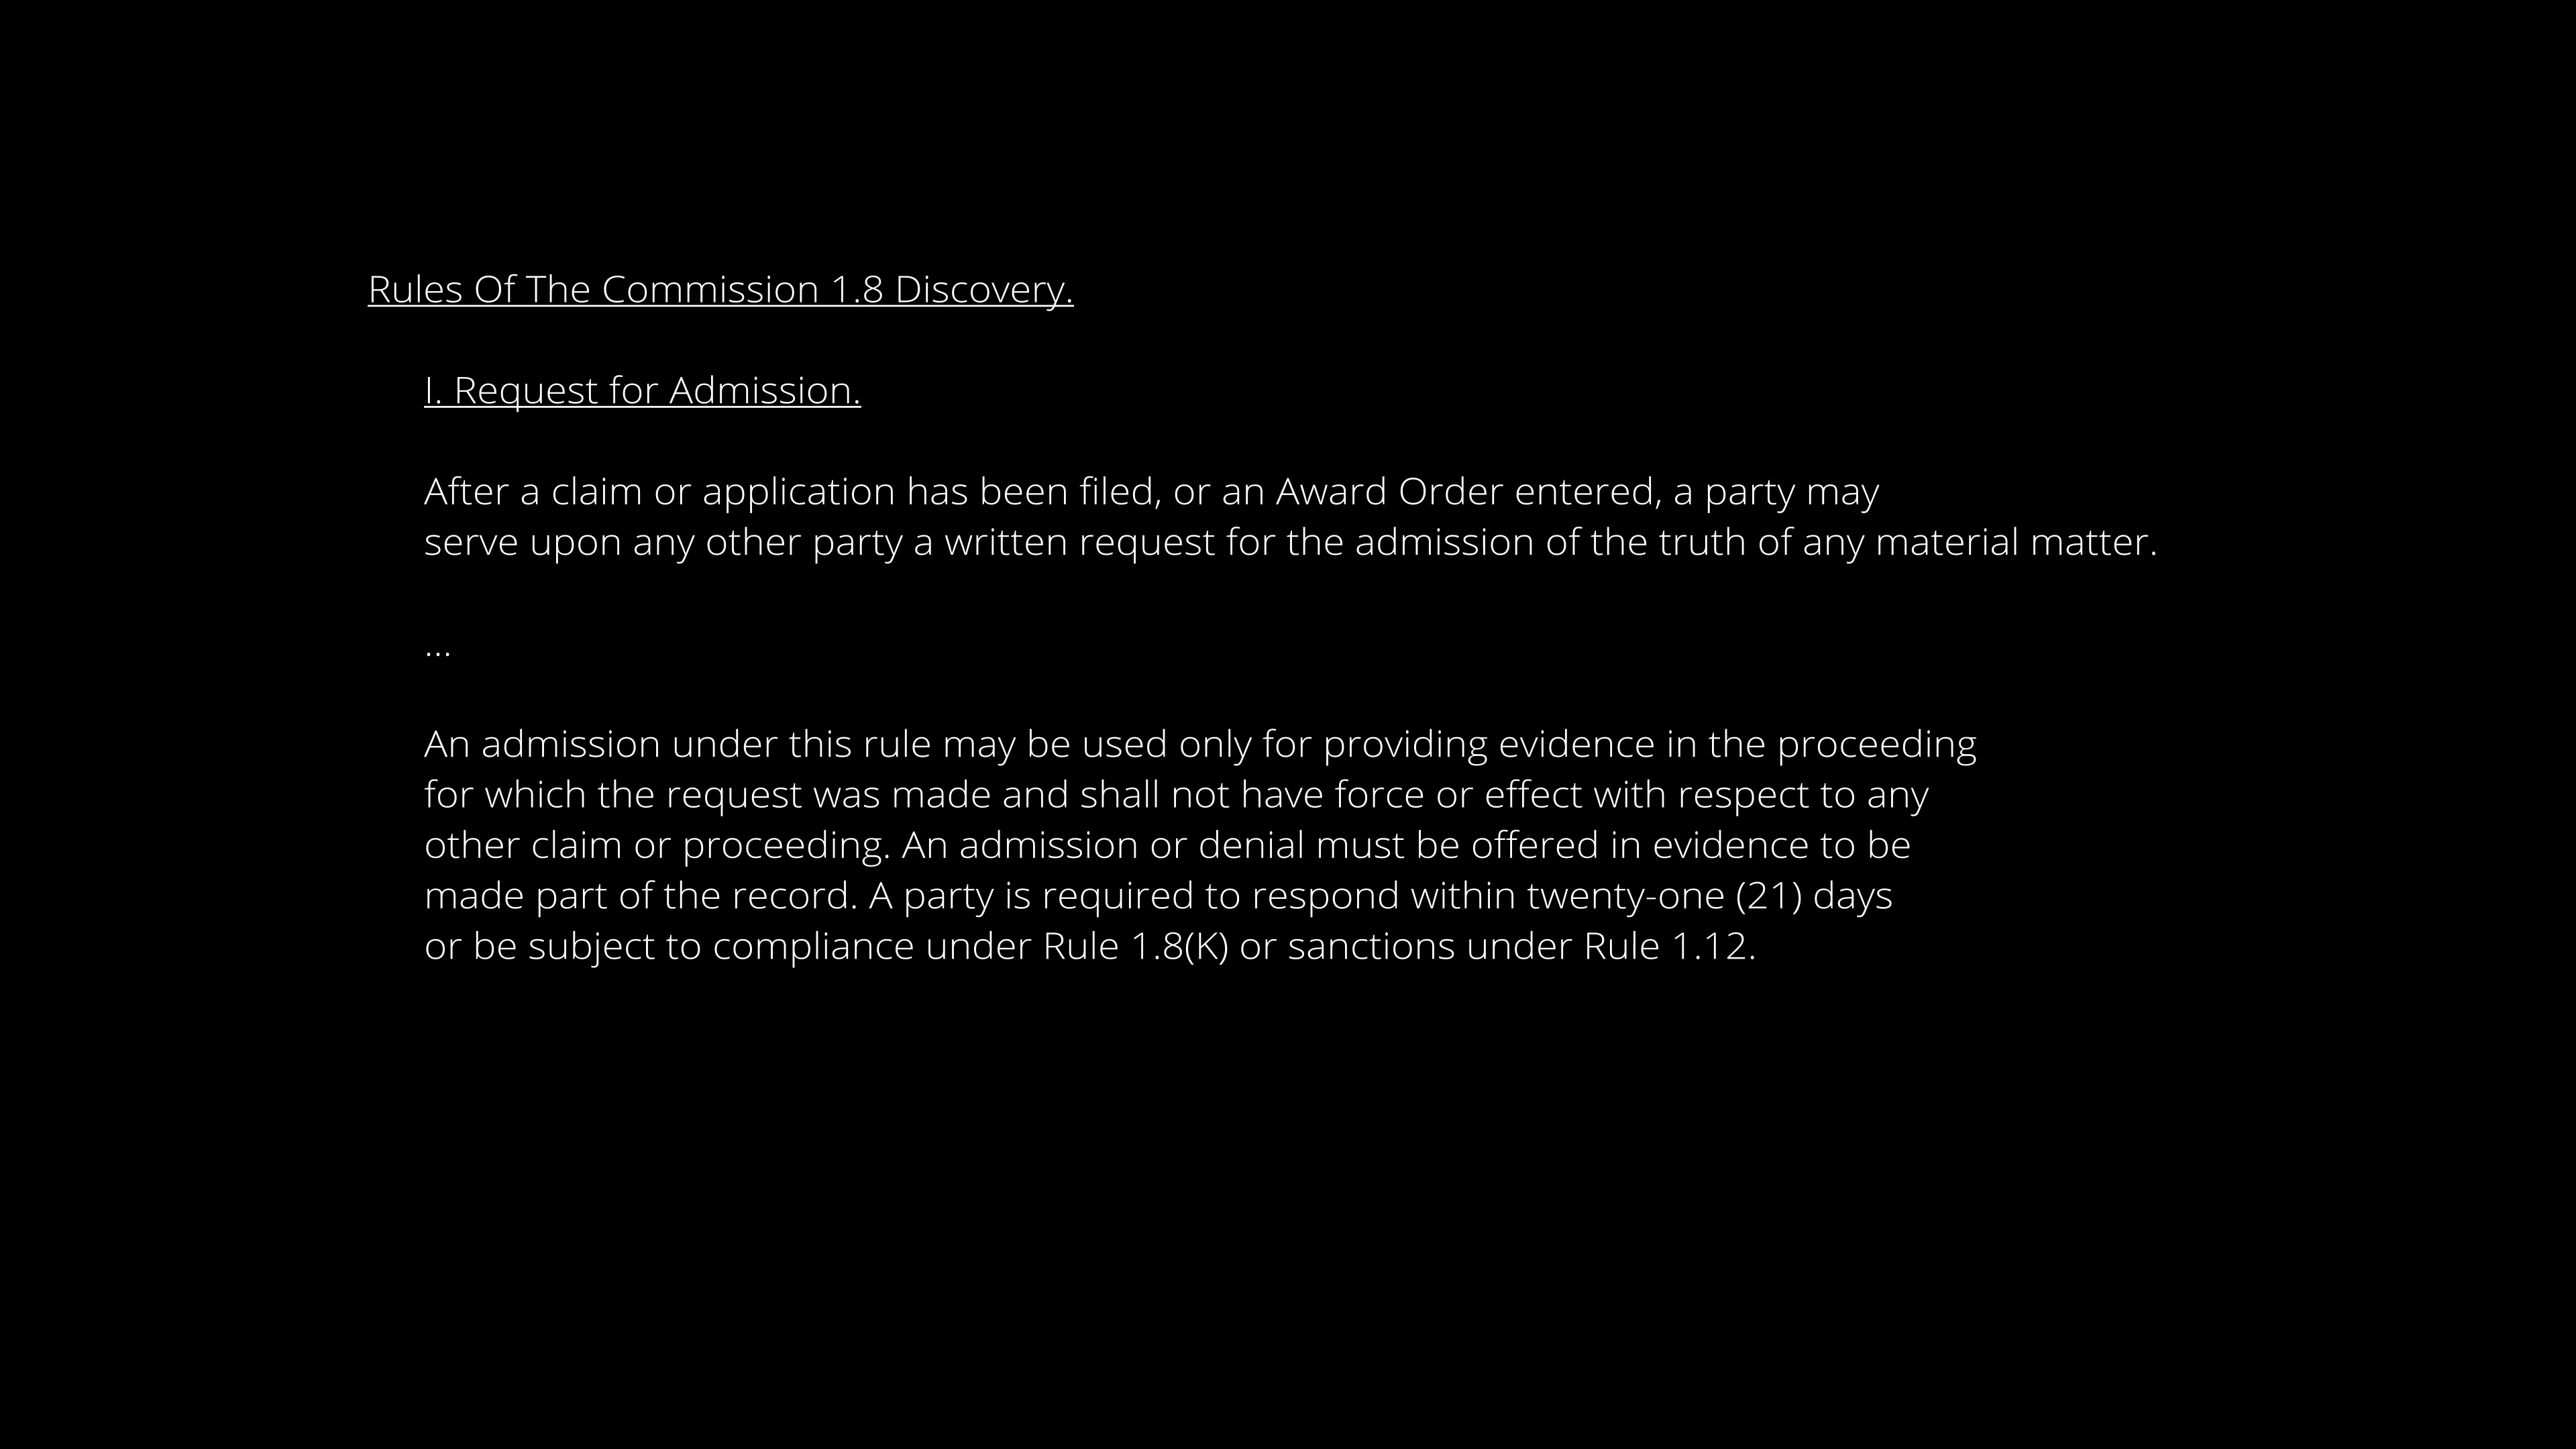 Rules Of The Commission 1.8 Discovery.
I. Request for Admission.
After a claim or application has been filed, or an Award Order entered, a party may
serve upon any other party a written request for the admission of the truth of any material matter.
...
An admission under this rule may be used only for providing evidence in the proceeding
for which the request was made and shall not have force or effect with respect to any
other claim or proceeding. An admission or denial must be offered in evidence to be
made part of the record. A party is required to respond within twenty-one (21) days
or be subject to compliance under Rule 1.8(K) or sanctions under Rule 1.12.